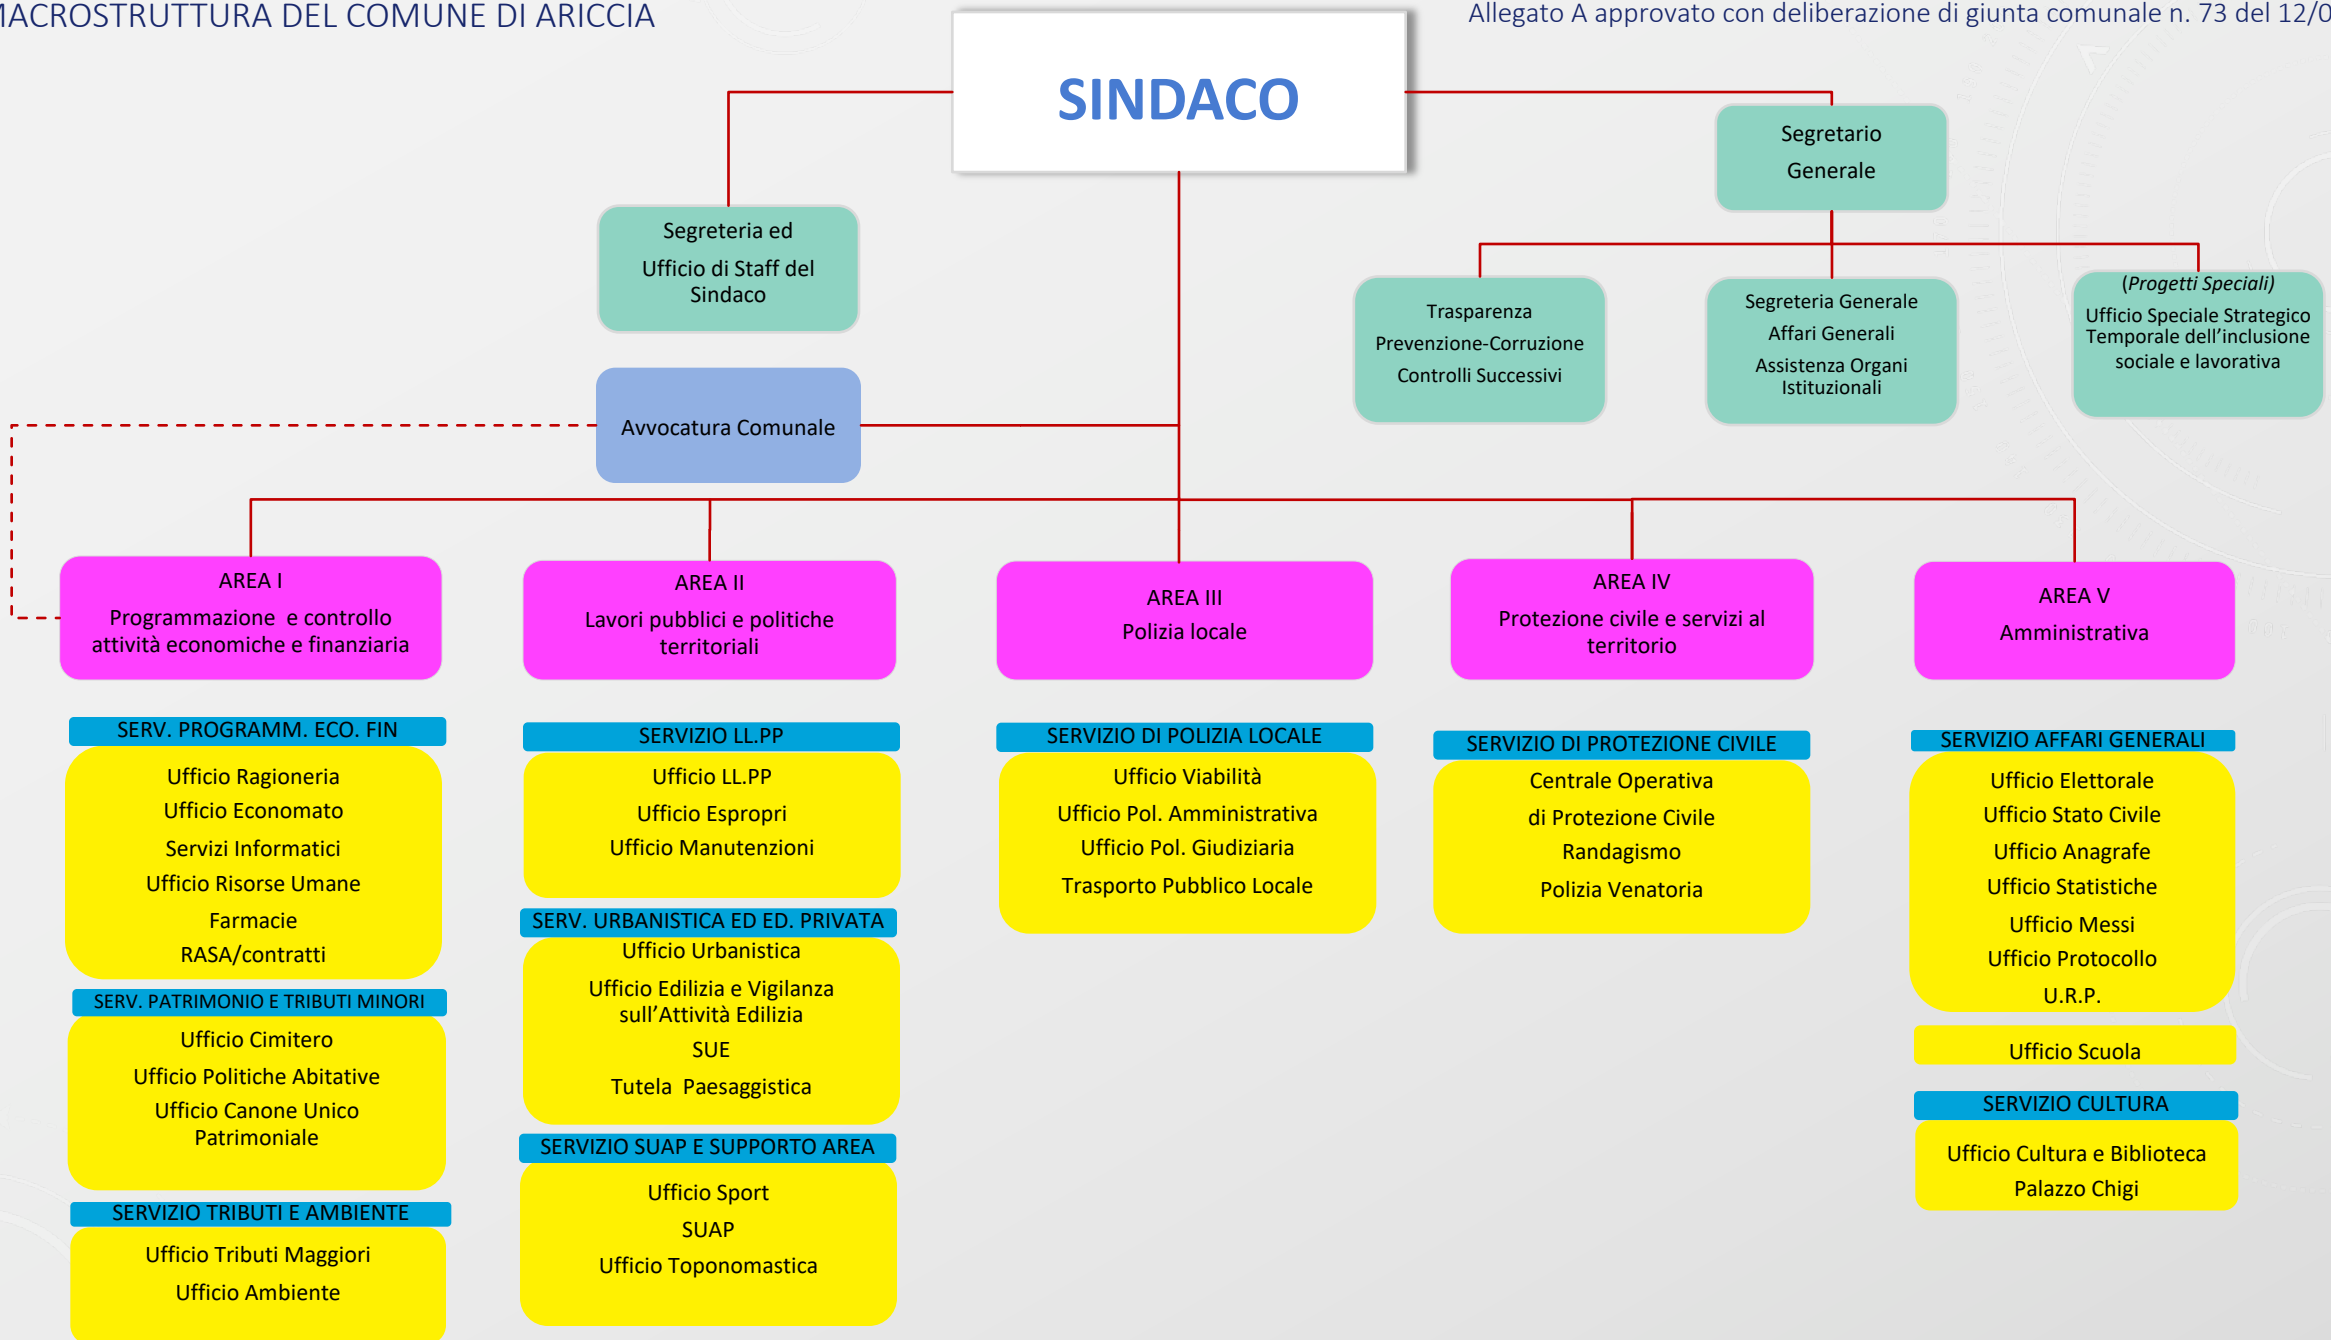 MACROSTRUTTURA DEL COMUNE DI ARICCIA
Allegato A approvato con deliberazione di giunta comunale n. 73 del 12/0
SINDACO
Segretario
Generale
Segreteria ed
Ufficio di Staff del
Sindaco
Trasparenza
Prevenzione-Corruzione
Controlli Successivi
Segreteria Generale
Affari Generali
Assistenza Organi
Istituzionali
(Progetti Speciali)
Ufficio Speciale Strategico
Temporale dell'inclusione
sociale e lavorativa
Avvocatura Comunale
AREA I
Programmazione e controllo
attività economiche e finanziaria
AREA II
Lavori pubblici e politiche
territoriali
AREA III
Polizia locale
AREA IV
Protezione civile e servizi al
territorio
AREA V
Amministrativa
SERV. PROGRAMM. ECO. FIN
Ufficio Ragioneria
Ufficio Economato
Servizi Informatici
Ufficio Risorse Umane
Farmacie
RASA/contratti
SERV. PATRIMONIO E TRIBUTI MINORI
Ufficio Cimitero
Ufficio Politiche Abitative
Ufficio Canone Unico
Patrimoniale
SERVIZIO TRIBUTI E AMBIENTE
Ufficio Tributi Maggiori
Ufficio Ambiente
SERVIZIO LL.PP
Ufficio LL.PP
Ufficio Espropri
Ufficio Manutenzioni
SERV. URBANISTICA ED ED. PRIVATA
Ufficio Urbanistica
Ufficio Edilizia e Vigilanza
sull'Attività Edilizia
SUE
Tutela Paesaggistica
SERVIZIO SUAP E SUPPORTO AREA
Ufficio Sport
SUAP
Ufficio Toponomastica
SERVIZIO DI POLIZIA LOCALE
Ufficio Viabilità
Ufficio Pol. Amministrativa
Ufficio Pol. Giudiziaria
Trasporto Pubblico Locale
SERVIZIO DI PROTEZIONE CIVILE
Centrale Operativa
di Protezione Civile
Randagismo
Polizia Venatoria
SERVIZIO AFFARI GENERALI
Ufficio Elettorale
Ufficio Stato Civile
Ufficio Anagrafe
Ufficio Statistiche
Ufficio Messi
Ufficio Protocollo
U.R.P.
Ufficio Scuola
SERVIZIO CULTURA
Ufficio Cultura e Biblioteca
Palazzo Chigi